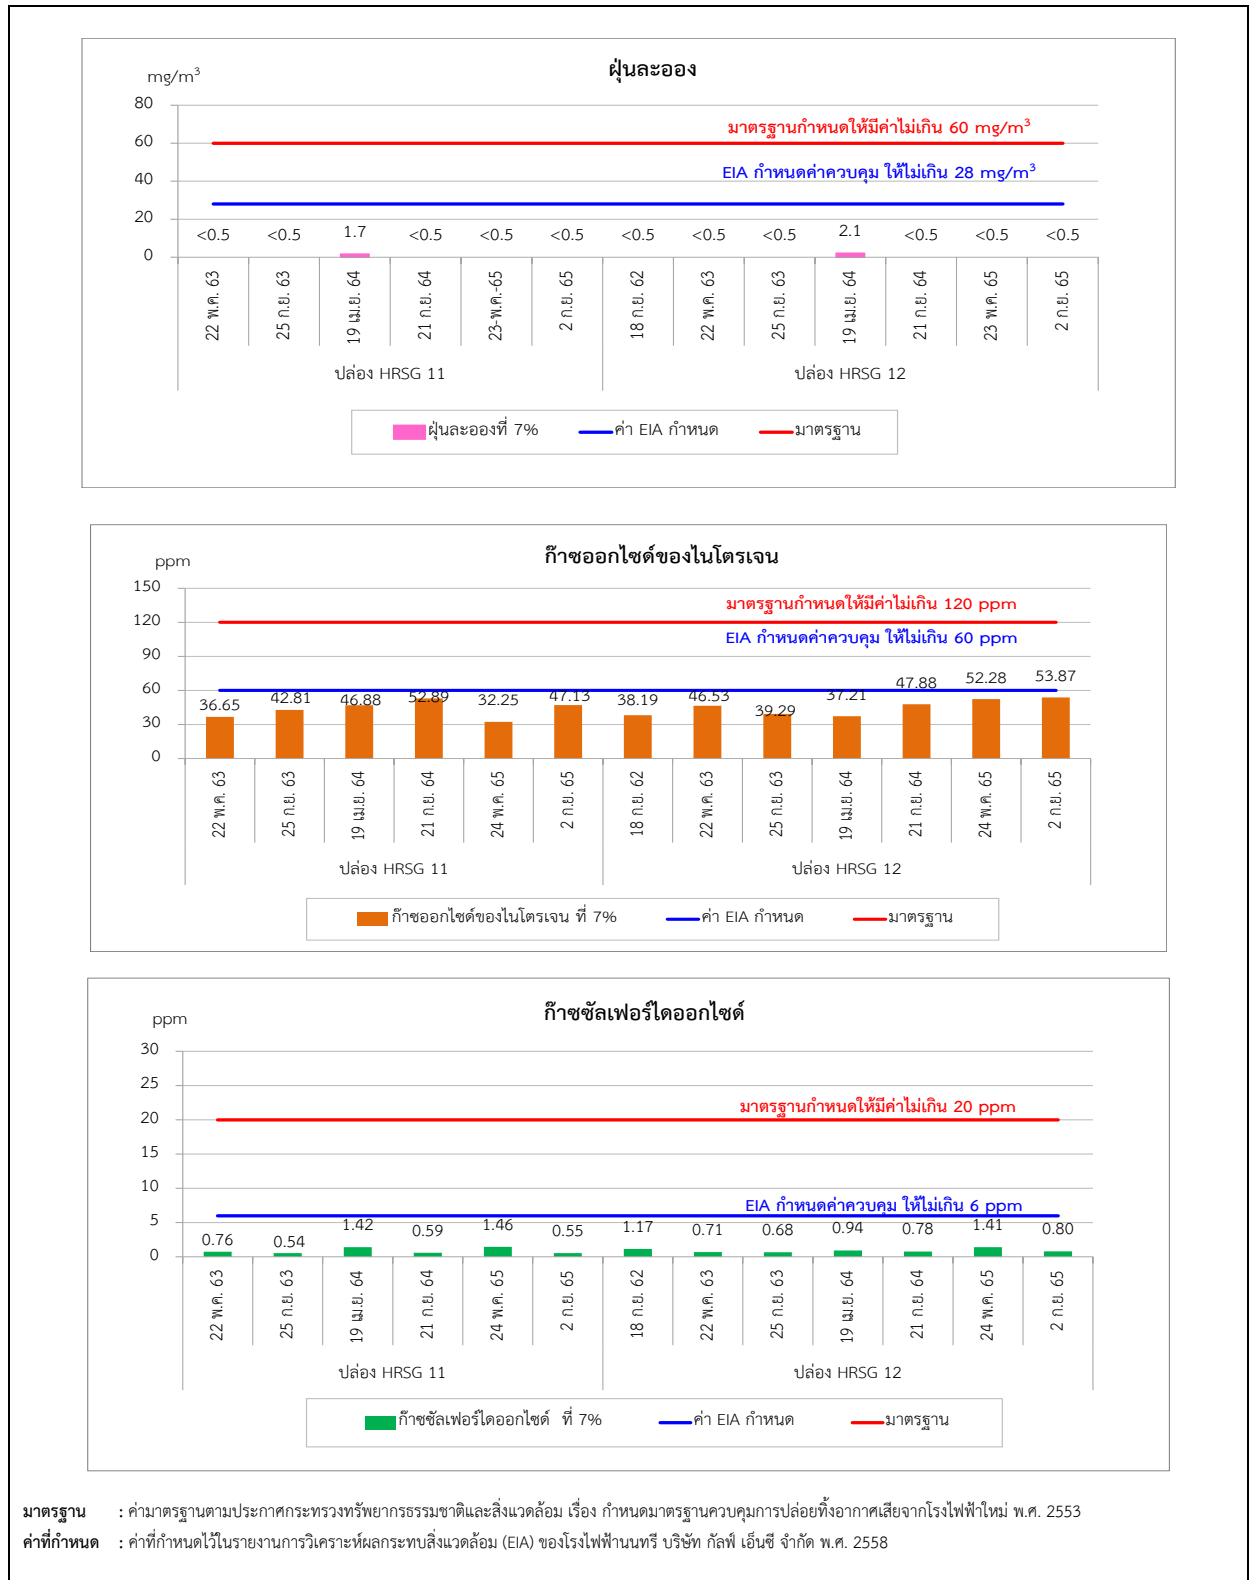 ฝุ่นละออง
mg/m³
80
มาตรฐานกำหนดให้มีค่าไม่เกิน 60 mg/m³
60
EIA กำหนดค่าควบคุม ให้ไม่เกิน 28 mg/m³
40
20
<0.5 <0.5 1.7 <0.5 <0.5 <0.5 <0.5 <0.5 <0.5 2.1 <0.5 <0.5 <0.5
0
22 พ.ค. 63 25 ก.ย. 63 19 เม.ย. 64 21 ก.ย. 64 23-พ.ค.-65 2 ก.ย. 65 18 ก.ย. 62 22 พ.ค. 63 25 ก.ย. 63 19 เม.ย. 64 21 ก.ย. 64 23 พ.ค. 65 2 ก.ย. 65
ปล่อง HRSG 11 ปล่อง HRSG 12
ฝุ่นละอองที่ 7% ค่า EIA กำหนด มาตรฐาน
ก๊าซออกไซด์ของไนโตรเจน
ppm
150
มาตรฐานกำหนดให้มีค่าไม่เกิน 120 ppm
120
EIA กำหนดค่าควบคุม ให้ไม่เกิน 60 ppm
90
60
36.65 42.81 46.88 52.89 32.25 47.13 38.19 46.53 39.29 37.21 47.88 52.28 53.87
30
0
22 พ.ค. 63 25 ก.ย. 63 19 เม.ย. 64 21 ก.ย. 64 24 พ.ค. 65 2 ก.ย. 65 18 ก.ย. 62 22 พ.ค. 63 25 ก.ย. 63 19 เม.ย. 64 21 ก.ย. 64 24 พ.ค. 65 2 ก.ย. 65
ปล่อง HRSG 11 ปล่อง HRSG 12
ก๊าซออกไซด์ของไนโตรเจน ที่ 7% ค่า EIA กำหนด มาตรฐาน
ก๊าซซัลเฟอร์ไดออกไซด์
ppm
30
25
มาตรฐานกำหนดให้มีค่าไม่เกิน 20 ppm
20
15
10
EIA กำหนดค่าควบคุม ให้ไม่เกิน 6 ppm
5
0.76 0.54 1.42 0.59 1.46 0.55 1.17 0.71 0.68 0.94 0.78 1.41 0.80
0
22 พ.ค. 63 25 ก.ย. 63 19 เม.ย. 64 21 ก.ย. 64 24 พ.ค. 65 2 ก.ย. 65 18 ก.ย. 62 22 พ.ค. 63 25 ก.ย. 63 19 เม.ย. 64 21 ก.ย. 64 24 พ.ค. 65 2 ก.ย. 65
ปล่อง HRSG 11 ปล่อง HRSG 12
ก๊าซซัลเฟอร์ไดออกไซด์ ที่ 7% ค่า EIA กำหนด มาตรฐาน
มาตรฐาน : ค่ามาตรฐานตามประกาศกระทรวงทรัพยากรธรรมชาติและสิ่งแวดล้อม เรื่อง กำหนดมาตรฐานควบคุมการปล่อยทิ้งอากาศเสียจากโรงไฟฟ้าใหม่ พ.ศ. 2553
ค่าที่กำหนด : ค่าที่กำหนดไว้ในรายงานการวิเคราะห์ผลกระทบสิ่งแวดล้อม (EIA) ของโรงไฟฟ้านนทรี บริษัท กัลฟ์ เอ็นซี จำกัด พ.ศ. 2558